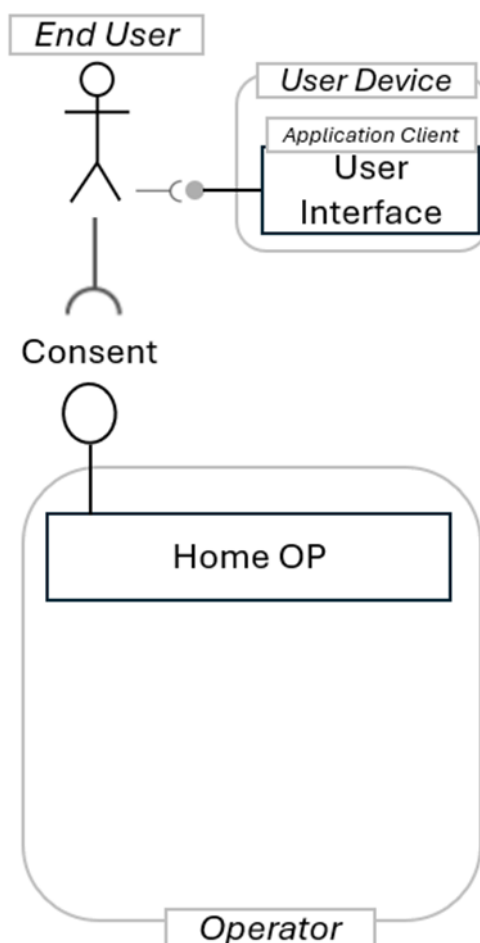 End User
User Device
Application Client
User
Interface
Consent
Home OP
Operator